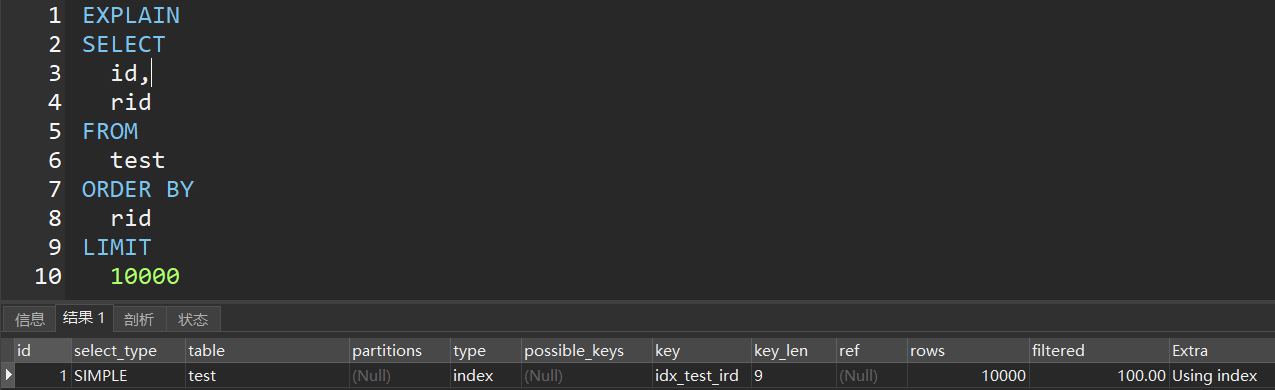 1 EXPLAIN
2 SELECT
3 id,
4 rid
5 FROM
6 test
7 ORDER BY
8 rid
9 LIMIT
10 10000
信息 结果 1 剖析 状态
id select_type table partitions type possible_keys key key_len ref rows filtered Extra
1 SIMPLE test (Null) index (Null) idx_test_ird 9 (Null) 10000 100.00 Using index